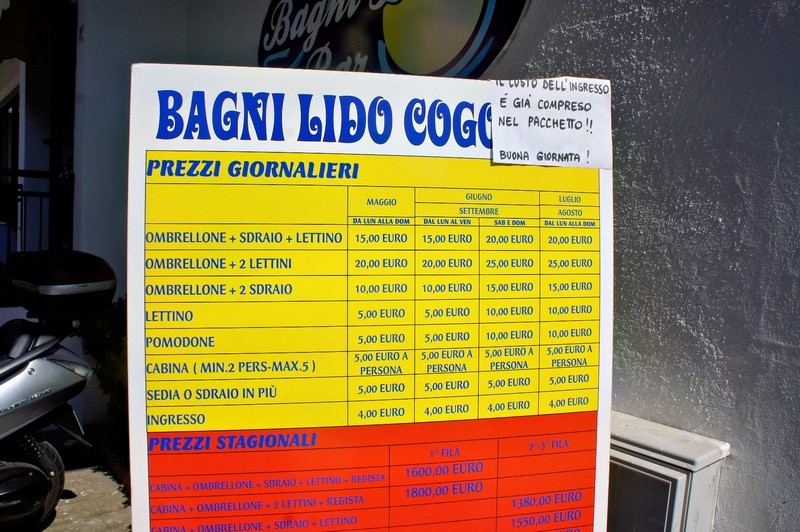 Bagni
Bar
IL COSTO DELL'INGRESSO
É GIÁ COMPRESO
NEL PACCHETTO!!
BUONA GIORNATA!
BAGNI LIDO COGO
PREZZI GIORNALIERI
MAGGIO GIUGNO LUGLIO
SETTEMBRE AGOSTO
DA LUN ALLA DOM DAL LUN AL VEN SAB E DOM DAL LUN ALLA DOM
OMBRELLONE + SDRAIO + LETTINO 15,00 EURO 15,00 EURO 20,00 EURO 20,00 EURO
OMBRELLONE + 2 LETTINI 20,00 EURO 20,00 EURO 25,00 EURO 25,00 EURO
OMBRELLONE + 2 SDRAIO 10,00 EURO 10,00 EURO 15,00 EURO 15,00 EURO
LETTINO 5,00 EURO 5,00 EURO 10,00 EURO 10,00 EURO
POMODONE 5,00 EURO 5,00 EURO 10,00 EURO 10,00 EURO
CABINA ( MIN.2 PERS-MAX.5 ) 5,00 EURO A PERSONA 5,00 EURO A PERSONA 5,00 EURO A PERSONA 5,00 EURO A PERSONA
SEDIA O SDRAIO IN PIÙ 5,00 EURO 5,00 EURO 5,00 EURO 5,00 EURO
INGRESSO 4,00 EURO 4,00 EURO 4,00 EURO 4,00 EURO
PREZZI STAGIONALI
1° FILA 2°-3° FILA
CABINA + OMBRELLONE + SDRAIO + LETTINO + REGISTA 1600,00 EURO
CABINA + OMBRELLONE + 2 LETTINI + REGISTA 1800,00 EURO
CABINA + OMBRELLONE + SDRAIO + LETTINO 1380,00 EURO
1550,00 EURO